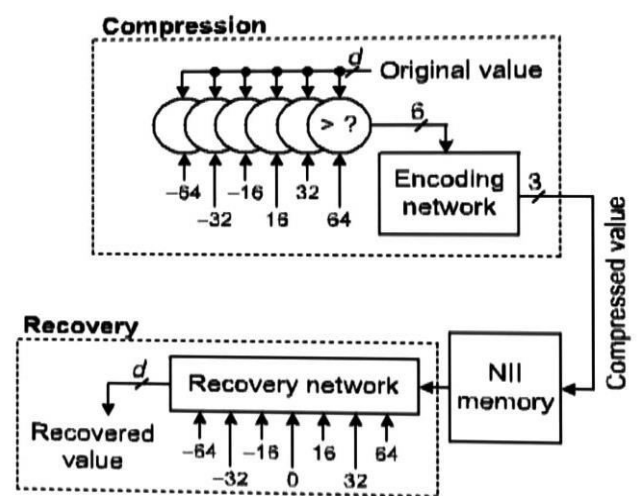 Compression
d
Original value
> ?
6
-64
-32
-16
16
32
64
Encoding
network
3
Compressed value
Recovery
d
Recovery network
NII
memory
Recovered
value
-64
-32
-16
0
16
32
64